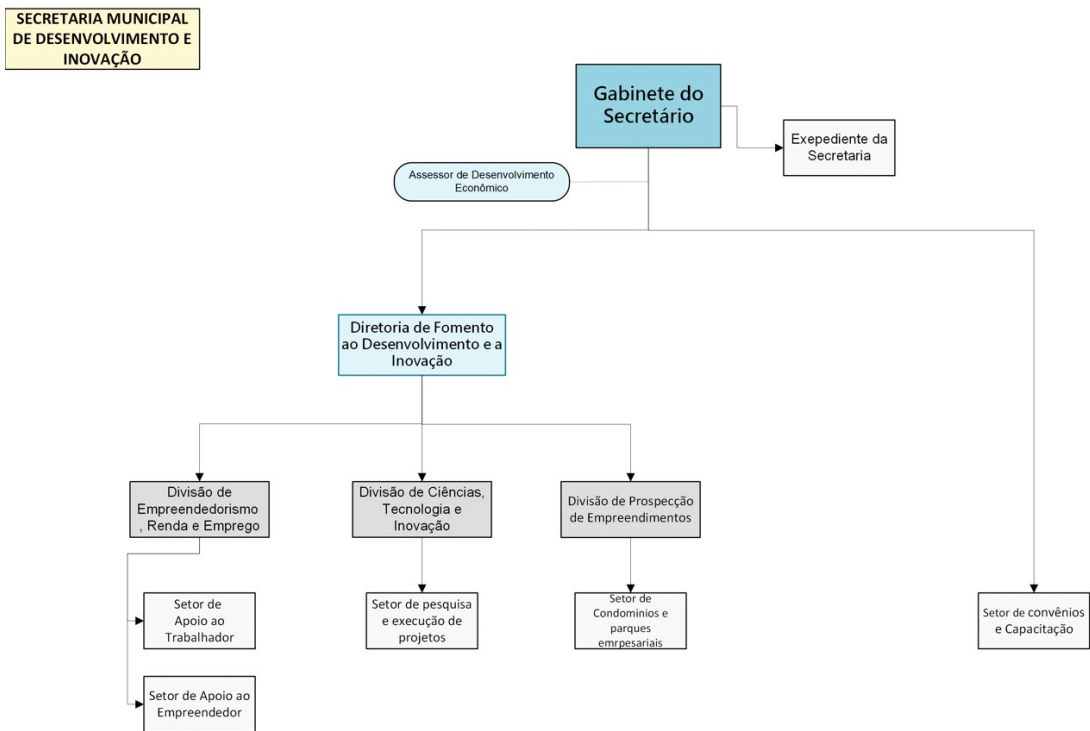 SECRETARIA MUNICIPAL
DE DESENVOLVIMENTO E
INOVAÇÃO
Gabinete do
Secretário
Exepediente da
Secretaria
Assessor de Desenvolvimento
Econômico
Diretoria de Fomento
ao Desenvolvimento e a
Inovação
Divisão de
Empreendedorismo
, Renda e Emprego
Divisão de Ciências,
Tecnologia e
Inovação
Divisão de Prospecção
de Empreendimentos
Setor de
Apoio ao
Trabalhador
Setor de pesquisa
e execução de
projetos
Setor de
Condominios e
parques
emrpesariais
Setor de convênios
e Capacitação
Setor de Apoio ao
Empreendedor